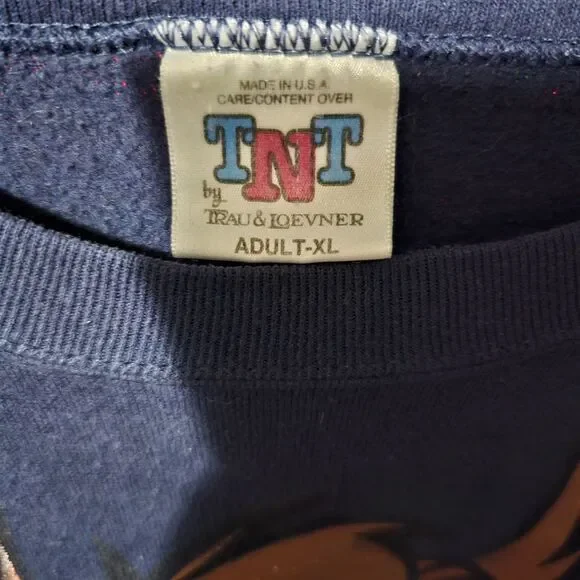 MADE IN U.S.A.
CARE/CONTENT OVER
TNT
by
TRAU & LOEVNER
ADULT-XL